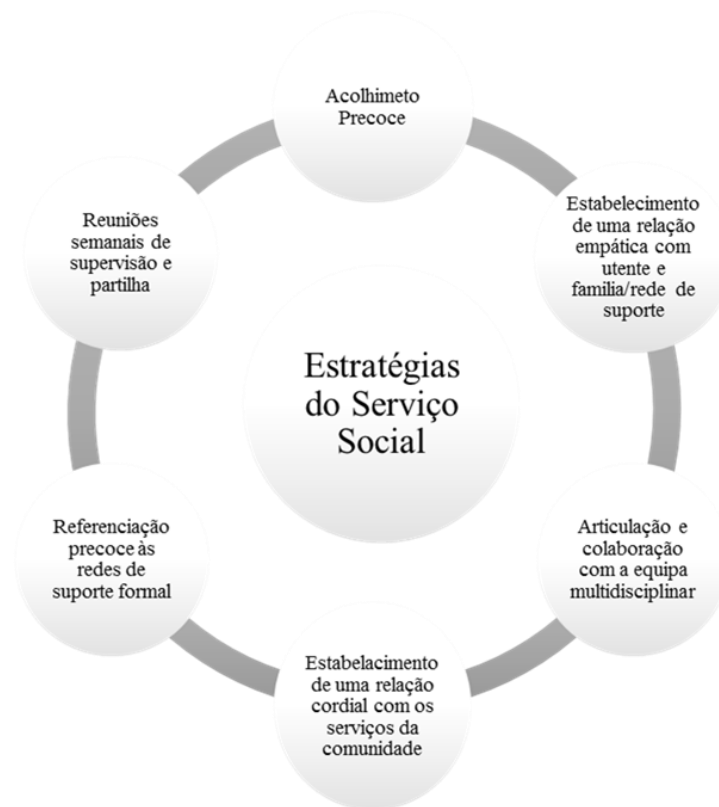 Acolhimeto
Precoce
Estabelecimento
de uma relação
empática com
utente e
familia/rede de
suporte
Articulação e
colaboração
com a equipa
multidisciplinar
Estabelacimento
de uma relação
cordial com os
serviços da
comunidade
Referenciação
precoce às
redes de
suporte formal
Reuniões
semanais de
supervisão e
partilha
Estratégias
do Serviço
Social